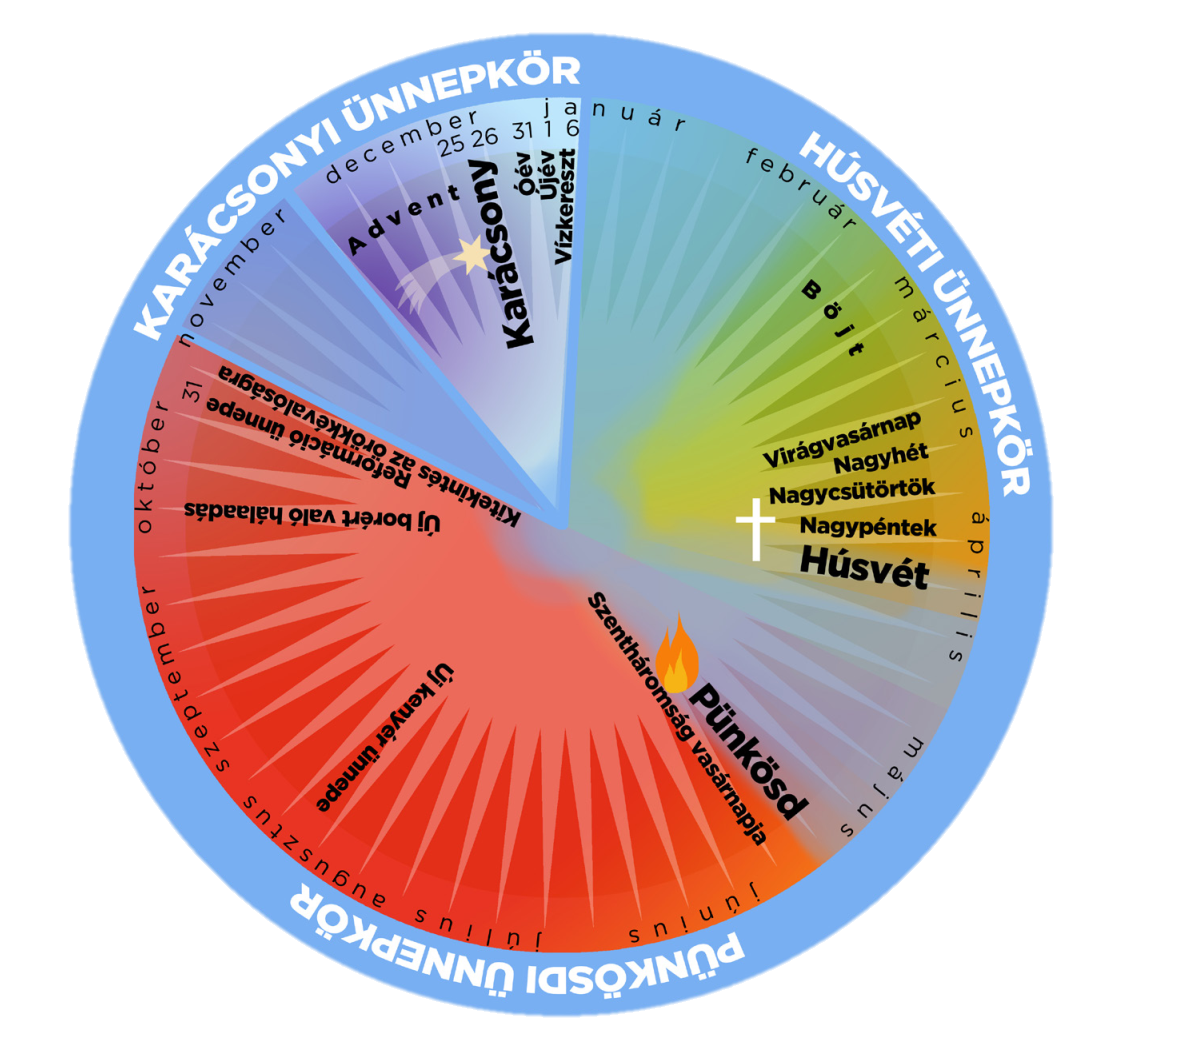 KARÁCSONYI ÜNNEPKÖR
HÚSVÉTI ÜNNEPKÖR
PÜNKÖSDI ÜNNEPKÖR
november
december
január
február
március
április
május
június
július
augusztus
szeptember
október
25
26
31
1
6
Advent
Karácsony
Óév
Újév
Vízkereszt
Böjt
Virágvasárnap
Nagyhét
Nagycsütörtök
Nagypéntek
Húsvét
Pünkösd
Szentháromság vasárnapja
Új kenyér ünnepe
Új borért való hálaadás
31
Reformáció ünnepe
Kitekintés az örökkévalóságra